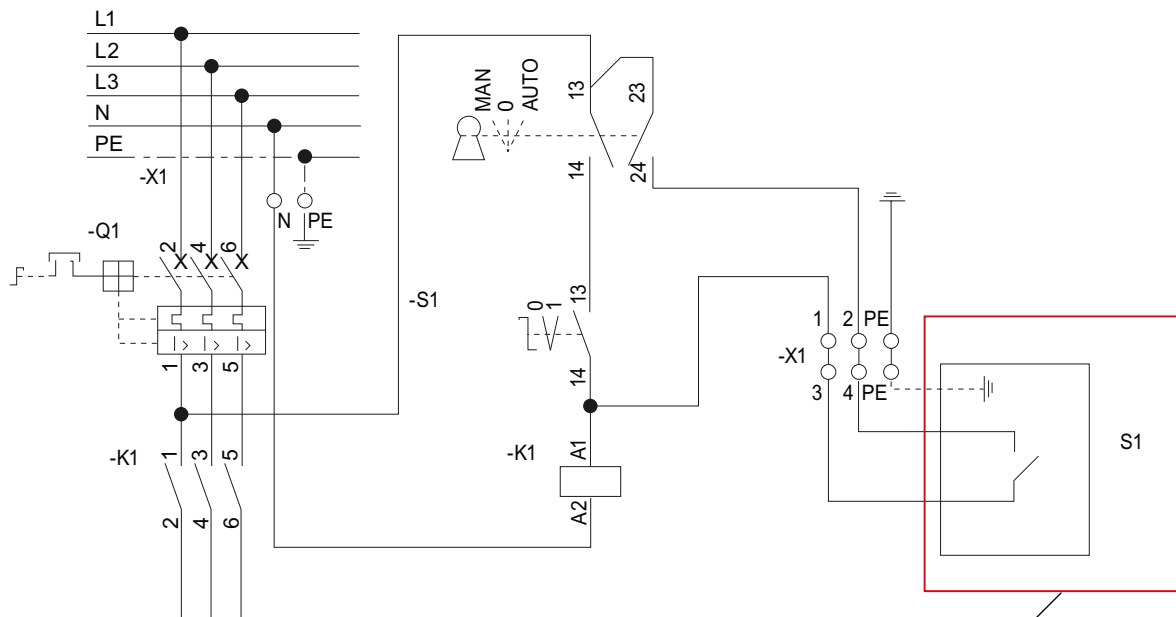 L1
L2
L3
N
PE
-X1
N PE
-Q1
2 4 6
I> I> I>
1 3 5
-K1
1 3 5
2 4 6
-S1
MAN
0
AUTO
13 23
14 24
0 1
13
14
-K1
A1
A2
1 2 PE
-X1
3 4 PE
S1